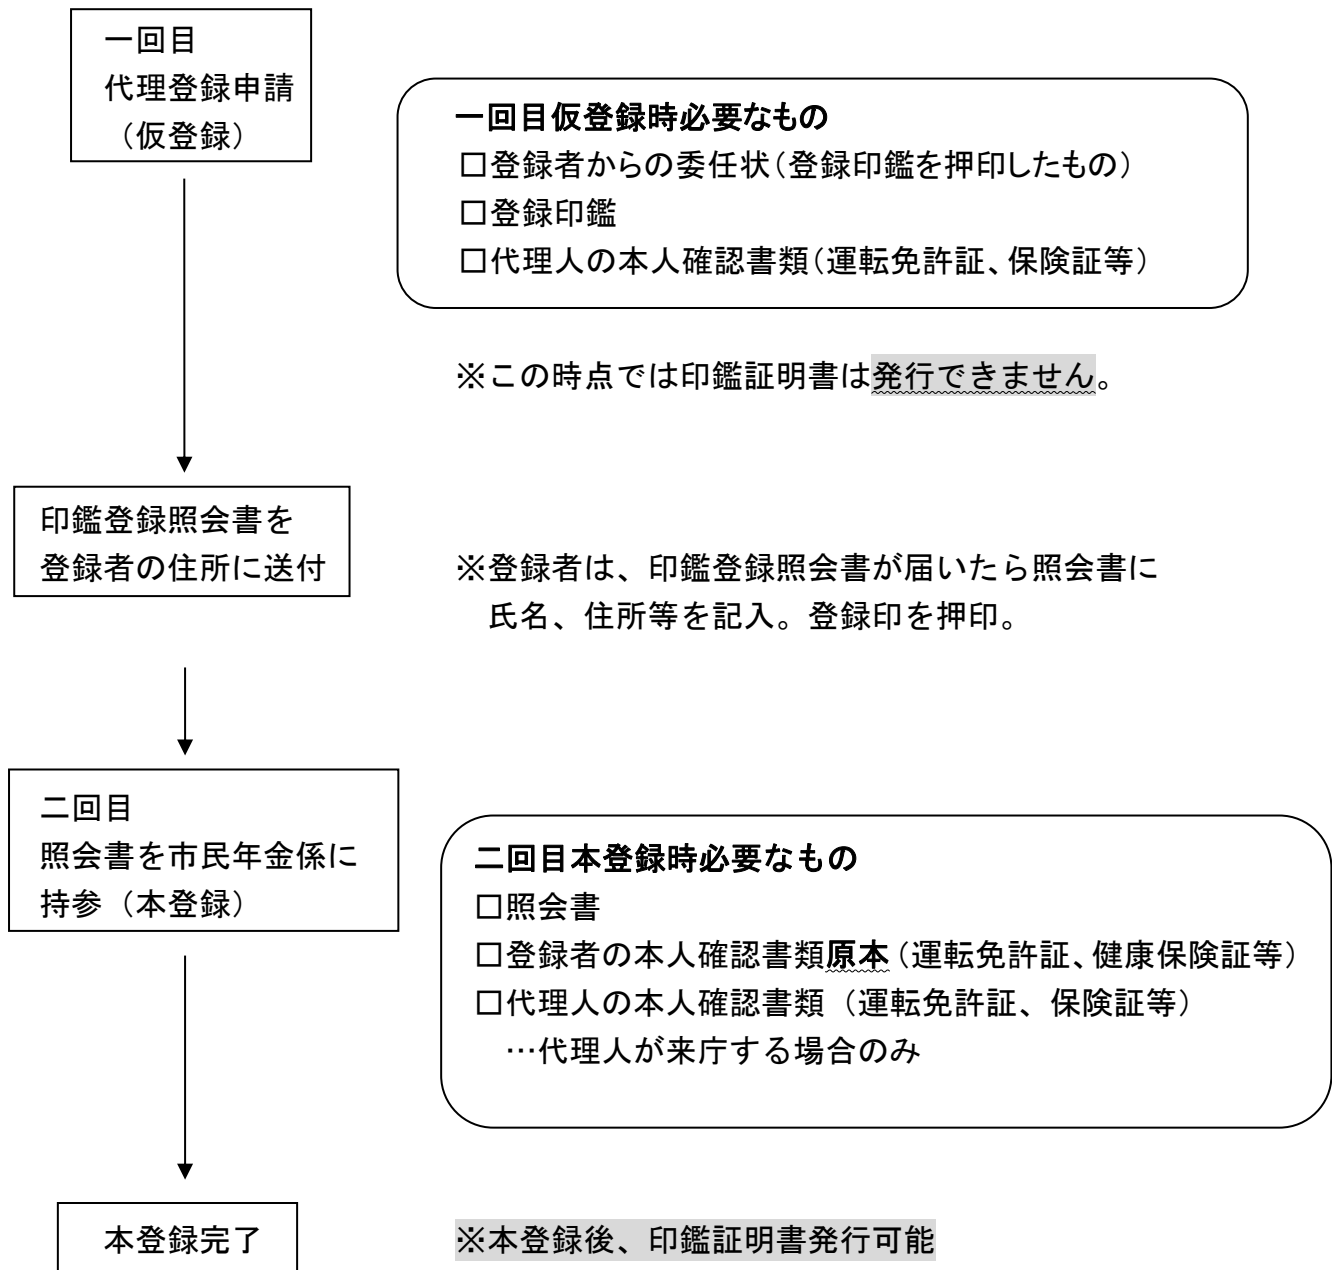 一回目
代理登録申請
（仮登録）
一回目仮登録時必要なもの
□登録者からの委任状（登録印鑑を押印したもの）
□登録印鑑
□代理人の本人確認書類（運転免許証、保険証等）
※この時点では印鑑証明書は発行できません。
印鑑登録照会書を
登録者の住所に送付
※登録者は、印鑑登録照会書が届いたら照会書に
氏名、住所等を記入。登録印を押印。
二回目
照会書を市民年金係に
持参（本登録）
二回目本登録時必要なもの
□照会書
□登録者の本人確認書類原本（運転免許証、健康保険証等）
□代理人の本人確認書類（運転免許証、保険証等）
…代理人が来庁する場合のみ
本登録完了
※本登録後、印鑑証明書発行可能